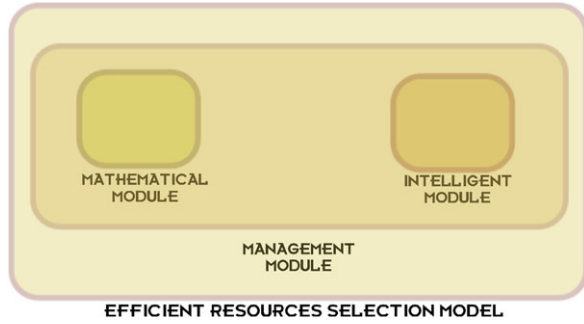 MATHEMATICAL
MODULE
INTELLIGENT
MODULE
MANAGEMENT
MODULE
EFFICIENT RESOURCES SELECTION MODEL